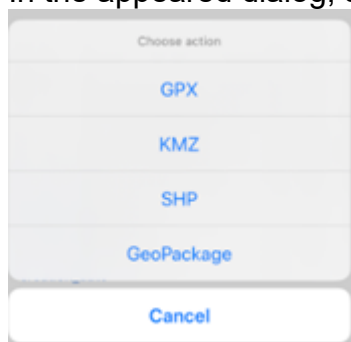 in the appeared dialog,
Choose action
GPX
KMZ
SHP
GeoPackage
Cancel